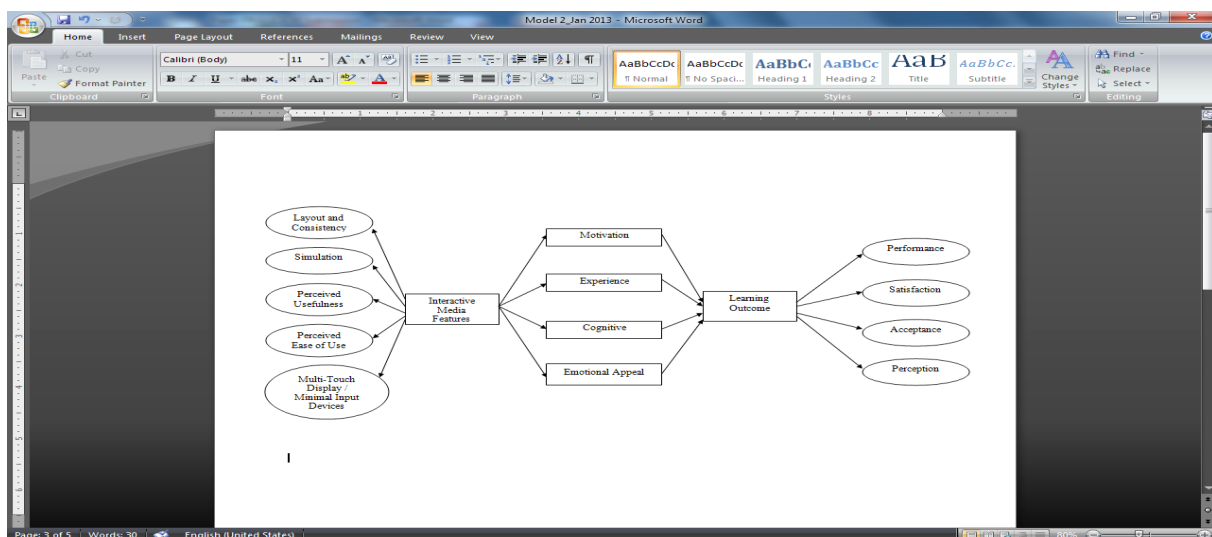 Model 2_Jan 2013 - Microsoft Word
Home Insert Page Layout References Mailings Review View
Paste
Cut
Copy
Format Painter
Clipboard
Calibri (Body) 11
Font
Paragraph
AaBbCcDc AaBbCcDc AaBbC AaBbCc AaB AaBbCc.
¶ Normal ¶ No Spaci... Heading 1 Heading 2 Title Subtitle
Change
Styles
Styles
Find
Replace
Select
Editing
Layout and
Consistency
Simulation
Perceived
Usefulness
Perceived
Ease of Use
Multi-Touch
Display /
Minimal Input
Devices
Interactive
Media
Features
Motivation
Experience
Cognitive
Emotional Appeal
Learning
Outcome
Performance
Satisfaction
Acceptance
Perception
Page: 3 of 5 Words: 30 English (United States) 80%